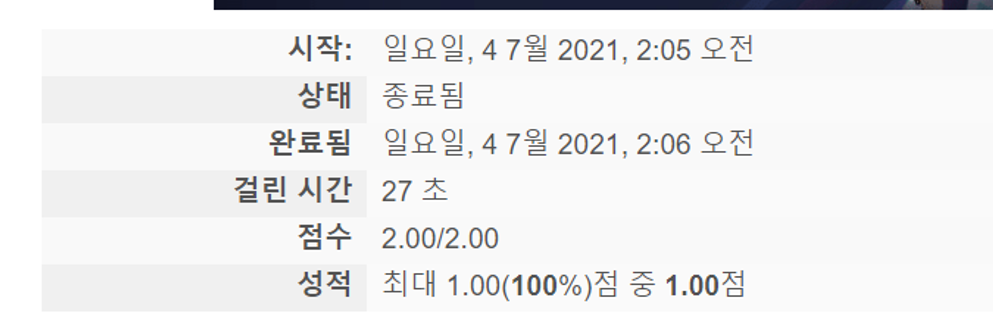 시작: 일요일, 4 7월 2021, 2:05 오전
상태 종료됨
완료됨 일요일, 4 7월 2021, 2:06 오전
걸린 시간 27 초
점수 2.00/2.00
성적 최대 1.00(100%)점 중 1.00점